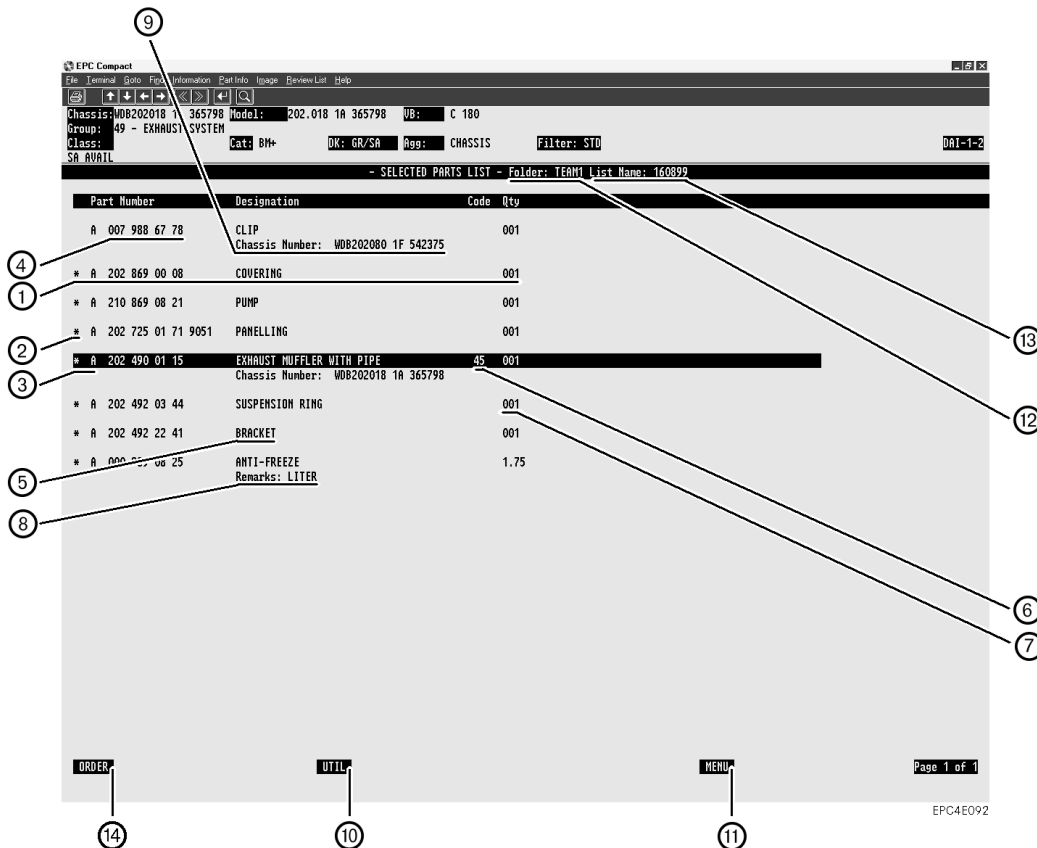 9
EPC Compact
File Terminal Goto Find Information Part Info Image Review List Help
Chassis: WDB202018 1A 365798 Model: 202.018 1A 365798 VB: C 180
Group: 49 - EXHAUST SYSTEM
Class: Cat: BM+ DK: GR/SA Agg: CHASSIS Filter: STD DAI-1-2
SA AVAIL
- SELECTED PARTS LIST - Folder: TEAM1 List Name: 160899
Part Number Designation Code Qty
A 007 988 67 78 CLIP 001
Chassis Number: WDB202080 1F 542375
4
* A 202 869 00 08 COVERING 001
1
* A 210 869 08 21 PUMP 001
* A 202 725 01 71 9051 PANELLING 001
13
2
* A 202 490 01 15 EXHAUST MUFFLER WITH PIPE 45 001
Chassis Number: WDB202018 1A 365798
3
* A 202 492 03 44 SUSPENSION RING 001
12
* A 202 492 22 41 BRACKET 001
* A 08 25 ANTI-FREEZE 1.75
Remarks: LITER
5
8
6
7
ORDER UTIL MENU Page 1 of 1
EPC4E092
14 10 11